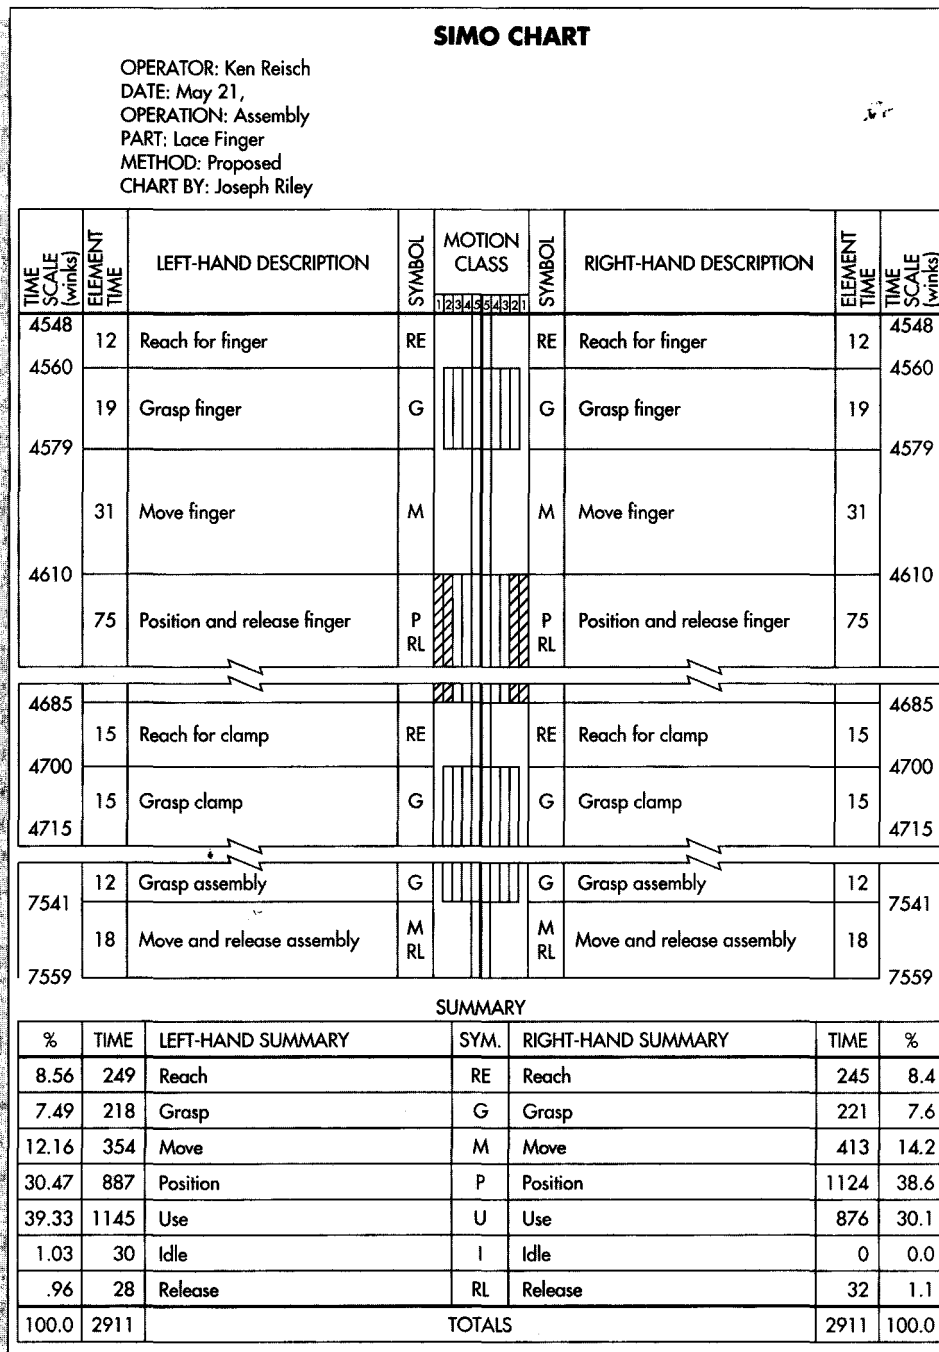 SIMO CHART
OPERATOR: Ken Reisch
DATE: May 21,
OPERATION: Assembly
PART: Lace Finger
METHOD: Proposed
CHART BY: Joseph Riley
TIME SCALE (winks) ELEMENT TIME LEFT-HAND DESCRIPTION SYMBOL MOTION CLASS SYMBOL RIGHT-HAND DESCRIPTION ELEMENT TIME TIME SCALE (winks)
1 2 3 4 5 5 4 3 2 1
4548 4548
12 Reach for finger RE RE Reach for finger 12
4560 4560
19 Grasp finger G G Grasp finger 19
4579 4579
31 Move finger M M Move finger 31
4610 4610
75 Position and release finger P RL P RL Position and release finger 75
4685 4685
15 Reach for clamp RE RE Reach for clamp 15
4700 4700
15 Grasp clamp G G Grasp clamp 15
4715 4715
12 Grasp assembly G G Grasp assembly 12
7541 7541
18 Move and release assembly M RL M RL Move and release assembly 18
7559 7559
SUMMARY
% TIME LEFT-HAND SUMMARY SYM. RIGHT-HAND SUMMARY TIME %
8.56 249 Reach RE Reach 245 8.4
7.49 218 Grasp G Grasp 221 7.6
12.16 354 Move M Move 413 14.2
30.47 887 Position P Position 1124 38.6
39.33 1145 Use U Use 876 30.1
1.03 30 Idle I Idle 0 0.0
.96 28 Release RL Release 32 1.1
100.0 2911 TOTALS 2911 100.0